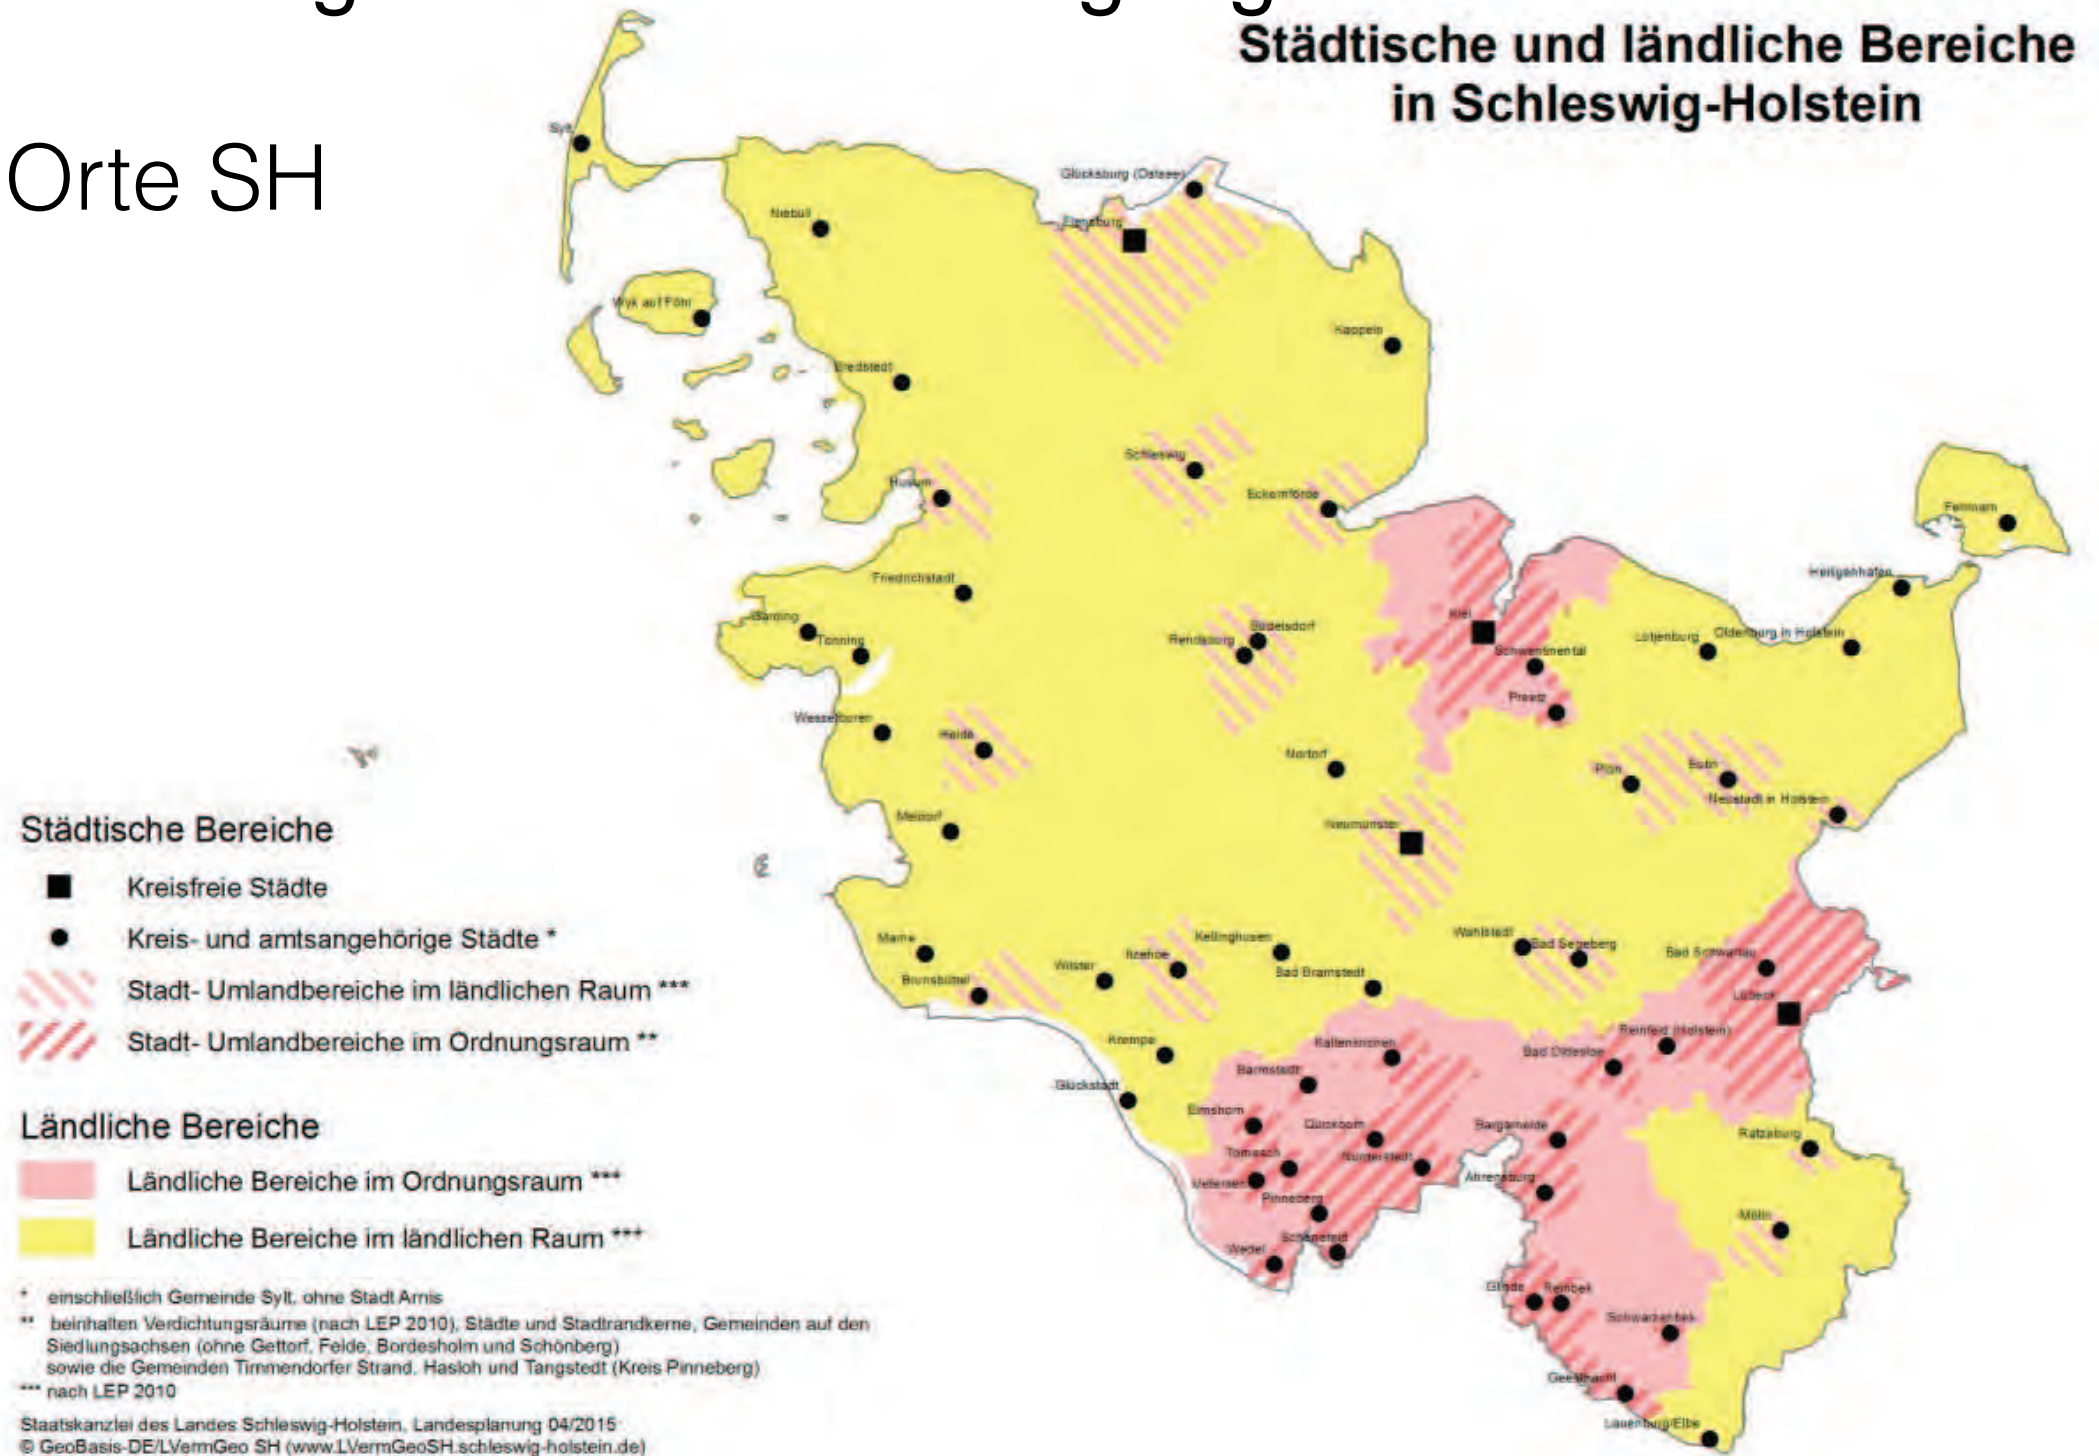 Städtische und ländliche Bereiche
in Schleswig-Holstein
Orte SH
Sylt
Glücksburg (Ostsee)
Flensburg
Niebüll
Wyk auf Föhr
Kappeln
Bredstedt
Schleswig
Husum
Eckernförde
Fehmarn
Friedrichstadt
Heiligenhafen
Garding
Tönning
Kiel
Rendsburg
Büdelsdorf
Schwentinental
Lütjenburg
Oldenburg in Holstein
Preetz
Wesselburen
Heide
Nortorf
Plön
Eutin
Neustadt in Holstein
Meldorf
Neumünster
Marne
Brunsbüttel
Wilster
Itzehoe
Kellinghusen
Bad Bramstedt
Wahlstedt
Bad Segeberg
Bad Schwartau
Lübeck
Krempe
Kaltenkirchen
Reinfeld (Holstein)
Bad Oldesloe
Barmstedt
Glückstadt
Elmshorn
Quickborn
Bargteheide
Ratzeburg
Tornesch
Norderstedt
Uetersen
Ahrensburg
Pinneberg
Mölln
Schenefeld
Wedel
Glinde
Reinbek
Schwarzenbek
Geesthacht
Lauenburg/Elbe
Städtische Bereiche
Kreisfreie Städte
Kreis- und amtsangehörige Städte *
Stadt- Umlandbereiche im ländlichen Raum ***
Stadt- Umlandbereiche im Ordnungsraum **
Ländliche Bereiche
Ländliche Bereiche im Ordnungsraum ***
Ländliche Bereiche im ländlichen Raum ***
* einschließlich Gemeinde Sylt, ohne Stadt Arnis
** beinhalten Verdichtungsräume (nach LEP 2010), Städte und Stadtrandkerne, Gemeinden auf den
Siedlungsachsen (ohne Gettorf, Felde, Bordesholm und Schönberg)
sowie die Gemeinden Timmendorfer Strand, Hasloh und Tangstedt (Kreis Pinneberg)
*** nach LEP 2010
Staatskanzlei des Landes Schleswig-Holstein, Landesplanung 04/2015
© GeoBasis-DE/LVermGeo SH (www.LVermGeoSH.schleswig-holstein.de)